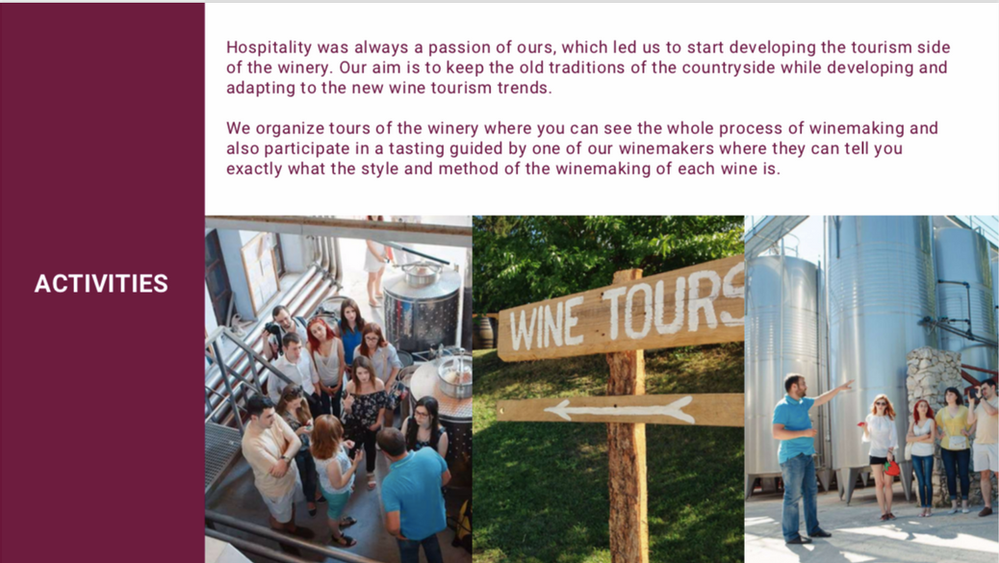 Hospitality was always a passion of ours, which led us to start developing the tourism side
of the winery. Our aim is to keep the old traditions of the countryside while developing and
adapting to the new wine tourism trends.
We organize tours of the winery where you can see the whole process of winemaking and
also participate in a tasting guided by one of our winemakers where they can tell you
exactly what the style and method of the winemaking of each wine is.
ACTIVITIES
WINE TOURS